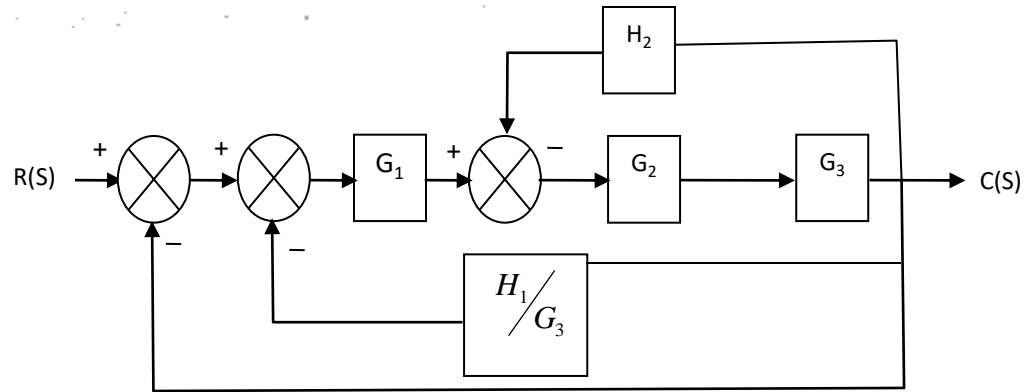 H₂
+ + + −
R(S) G₁ G₂ G₃ C(S)
− −
H₁/G₃